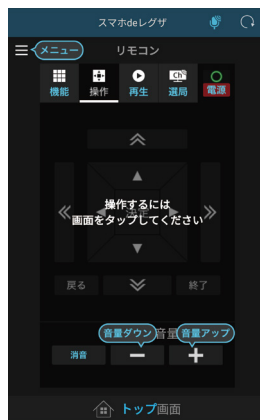 スマホdeレグザ
メニュー
リモコン
機能
操作
再生
Ch
選局
電源
操作するには
決定
画面をタップしてください
戻る
終了
音量ダウン
音量
音量アップ
消音
トップ画面